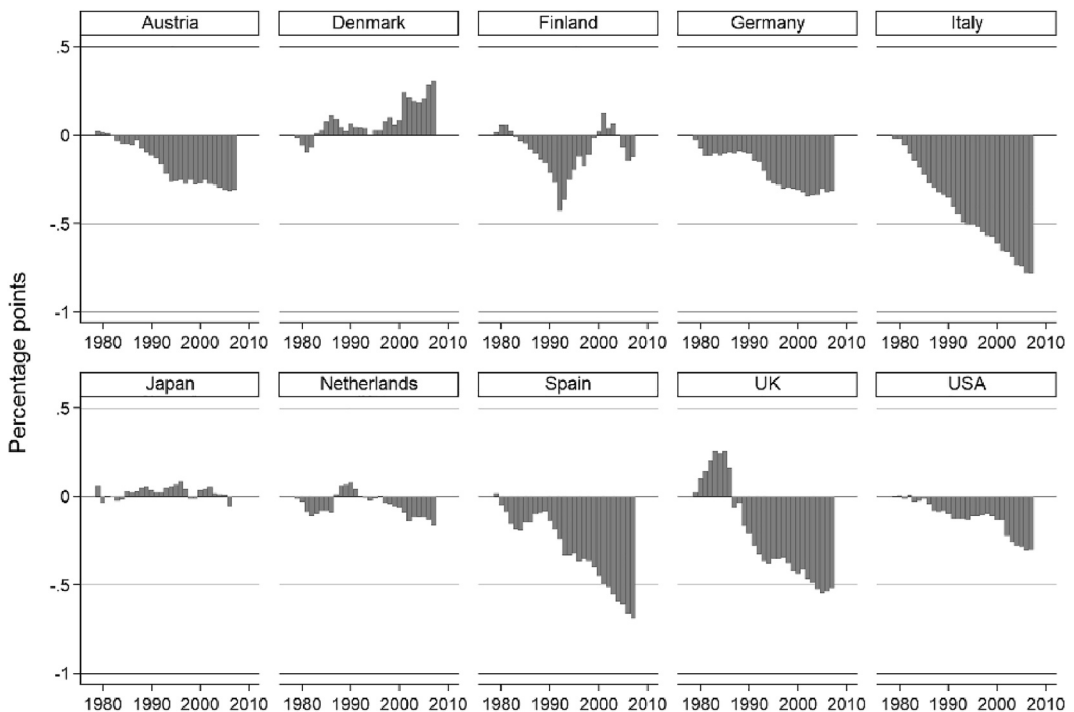 Austria Denmark Finland Germany Italy
.5
0
-.5
-1
1980 1990 2000 2010 1980 1990 2000 2010 1980 1990 2000 2010 1980 1990 2000 2010 1980 1990 2000 2010
Percentage points
Japan Netherlands Spain UK USA
.5
0
-.5
-1
1980 1990 2000 2010 1980 1990 2000 2010 1980 1990 2000 2010 1980 1990 2000 2010 1980 1990 2000 2010